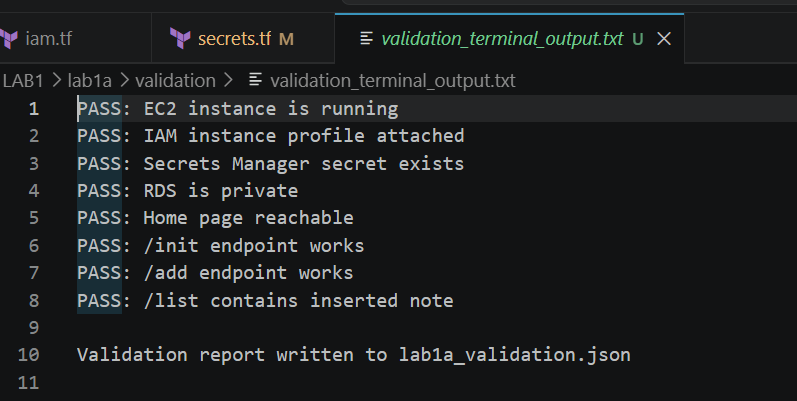 iam.tf secrets.tf M validation_terminal_output.txt U
LAB1 > lab1a > validation > validation_terminal_output.txt
1 PASS: EC2 instance is running
2 PASS: IAM instance profile attached
3 PASS: Secrets Manager secret exists
4 PASS: RDS is private
5 PASS: Home page reachable
6 PASS: /init endpoint works
7 PASS: /add endpoint works
8 PASS: /list contains inserted note
9
10 Validation report written to lab1a_validation.json
11